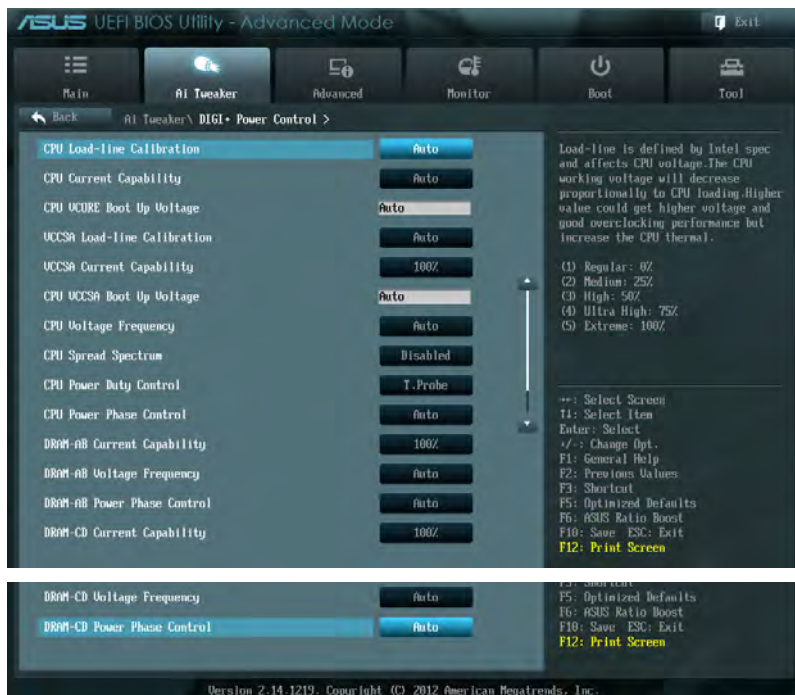 ASUS UEFI BIOS Utility - Advanced Mode
Exit
Main
Ai Tweaker
Advanced
Monitor
Boot
Tool
Back
Ai Tweaker\ DIGI+ Power Control >
CPU Load-line Calibration Auto
CPU Current Capability Auto
CPU VCORE Boot Up Voltage Auto
VCCSA Load-line Calibration Auto
VCCSA Current Capability 100%
CPU VCCSA Boot Up Voltage Auto
CPU Voltage Frequency Auto
CPU Spread Spectrum Disabled
CPU Power Duty Control T.Probe
CPU Power Phase Control Auto
DRAM-AB Current Capability 100%
DRAM-AB Voltage Frequency Auto
DRAM-AB Power Phase Control Auto
DRAM-CD Current Capability 100%
Load-line is defined by Intel spec
and affects CPU voltage.The CPU
working voltage will decrease
proportionally to CPU loading.Higher
value could get higher voltage and
good overclocking performance but
increase the CPU thermal.
(1) Regular: 0%
(2) Medium: 25%
(3) High: 50%
(4) Ultra High: 75%
(5) Extreme: 100%
→←: Select Screen
↑↓: Select Item
Enter: Select
+/-: Change Opt.
F1: General Help
F2: Previous Values
F3: Shortcut
F5: Optimized Defaults
F6: ASUS Ratio Boost
F10: Save ESC: Exit
F12: Print Screen
DRAM-CD Voltage Frequency Auto
DRAM-CD Power Phase Control Auto
F3: Shortcut
F5: Optimized Defaults
F6: ASUS Ratio Boost
F10: Save ESC: Exit
F12: Print Screen
Version 2.14.1219. Copyright (C) 2012 American Megatrends, Inc.